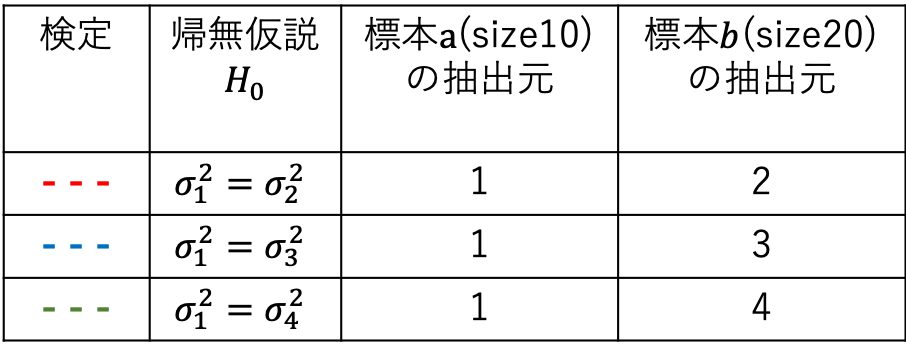 検定 帰無仮説 標本a(size10) 標本b(size20)
H₀ の抽出元 の抽出元
--- σ₁² = σ₂² 1 2
--- σ₁² = σ₃² 1 3
--- σ₁² = σ₄² 1 4